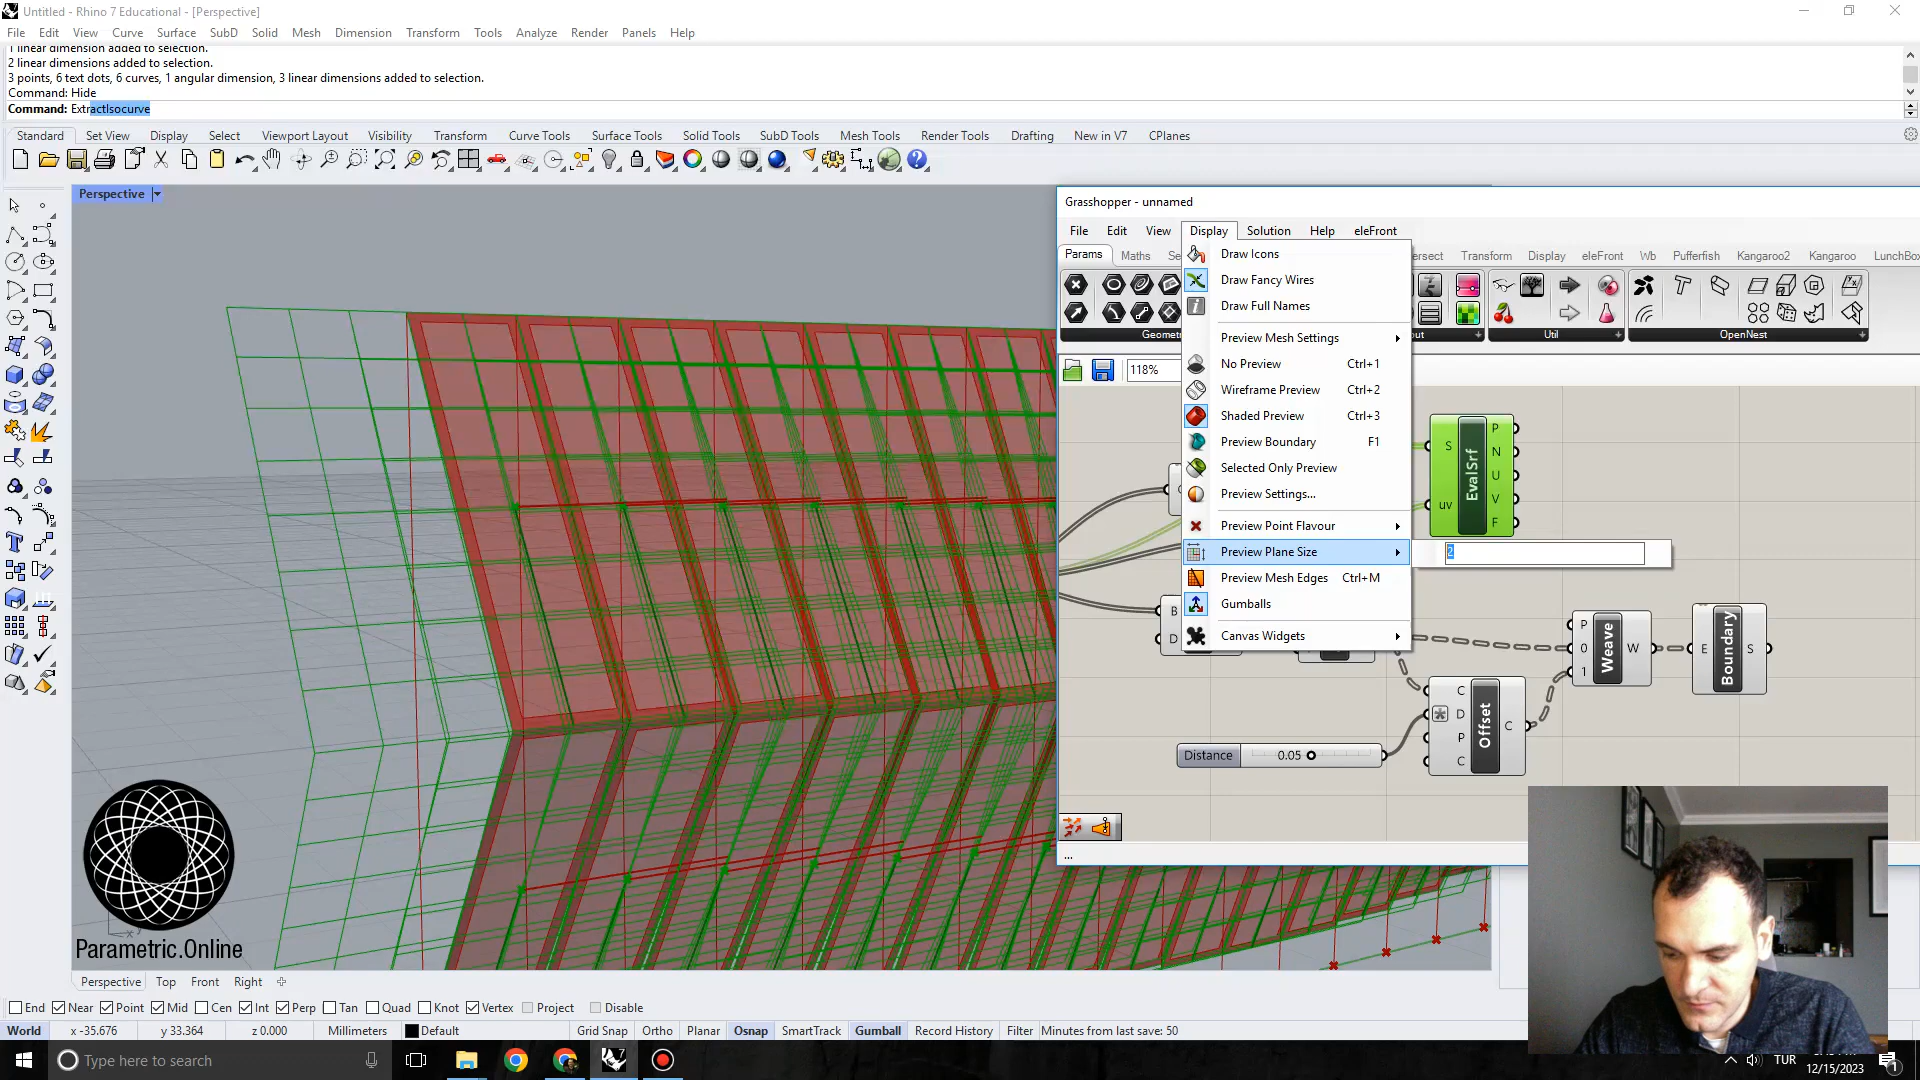 Untitled - Rhino 7 Educational - [Perspective]
File Edit View Curve Surface SubD Solid Mesh Dimension Transform Tools Analyze Render Panels Help
1 linear dimension added to selection.
2 linear dimensions added to selection.
3 points, 6 text dots, 6 curves, 1 angular dimension, 3 linear dimensions added to selection.
Command: Hide
Command: ExtractIsocurve
Standard Set View Display Select Viewport Layout Visibility Transform Curve Tools Surface Tools Solid Tools SubD Tools Mesh Tools Render Tools Drafting New in V7 CPlanes
Perspective
Grasshopper - unnamed
File Edit View Display Solution Help eleFront
Params Maths Se ersect Transform Display eleFront Wb Pufferfish Kangaroo2 Kangaroo LunchBox
Geometr out Util OpenNest
118%
Draw Icons
Draw Fancy Wires
Draw Full Names
Preview Mesh Settings
No Preview Ctrl+1
Wireframe Preview Ctrl+2
Shaded Preview Ctrl+3
Preview Boundary F1
Selected Only Preview
Preview Settings...
Preview Point Flavour
Preview Plane Size 2
Preview Mesh Edges Ctrl+M
Gumballs
Canvas Widgets
S uv EvalSrf P N U V F
B D
P 0 1 Weave W
E Boundary S
C D P C Offset C
Distance 0.05
...
Parametric.Online
Perspective Top Front Right
End Near Point Mid Cen Int Perp Tan Quad Knot Vertex Project Disable
World x -35.676 y 33.364 z 0.000 Millimeters Default Grid Snap Ortho Planar Osnap SmartTrack Gumball Record History Filter Minutes from last save: 50
Type here to search
TUR
12/15/2023
1